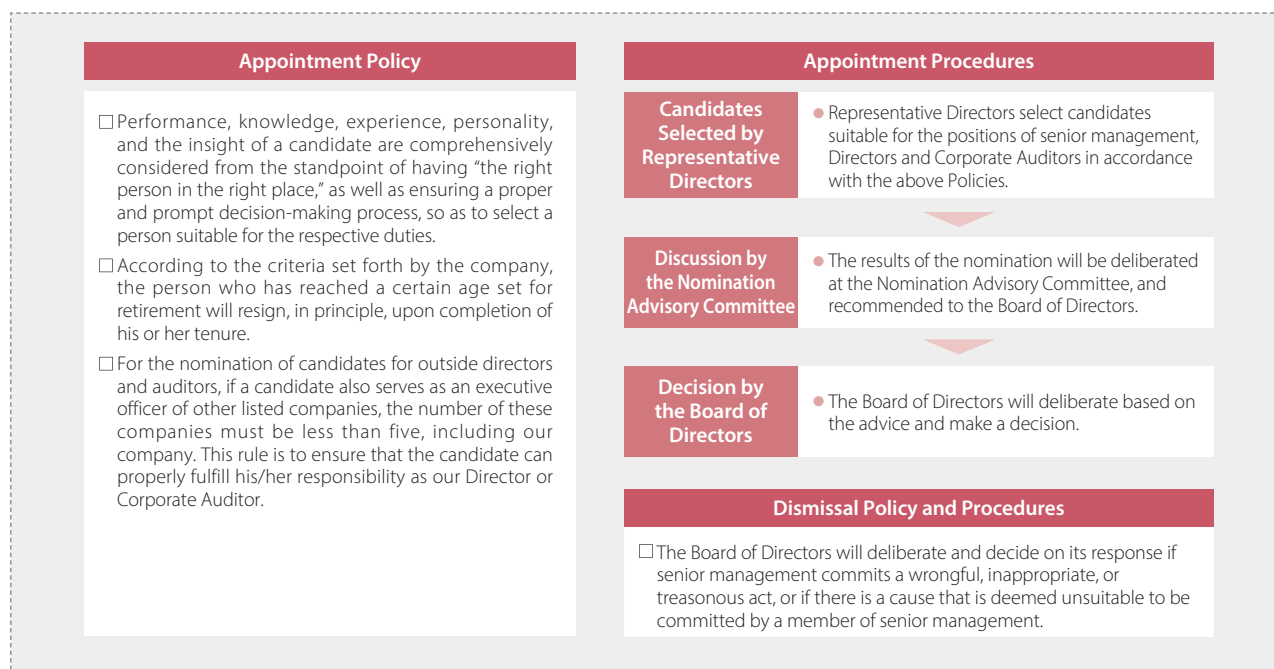 Appointment Policy
□ Performance, knowledge, experience, personality,
and the insight of a candidate are comprehensively
considered from the standpoint of having “the right
person in the right place,” as well as ensuring a proper
and prompt decision-making process, so as to select a
person suitable for the respective duties.
□ According to the criteria set forth by the company,
the person who has reached a certain age set for
retirement will resign, in principle, upon completion of
his or her tenure.
□ For the nomination of candidates for outside directors
and auditors, if a candidate also serves as an executive
officer of other listed companies, the number of these
companies must be less than five, including our
company. This rule is to ensure that the candidate can
properly fulfill his/her responsibility as our Director or
Corporate Auditor.
Appointment Procedures
Candidates
Selected by
Representative
Directors
● Representative Directors select candidates
suitable for the positions of senior management,
Directors and Corporate Auditors in accordance
with the above Policies.
Discussion by
the Nomination
Advisory Committee
● The results of the nomination will be deliberated
at the Nomination Advisory Committee, and
recommended to the Board of Directors.
Decision by
the Board of
Directors
● The Board of Directors will deliberate based on
the advice and make a decision.
Dismissal Policy and Procedures
□ The Board of Directors will deliberate and decide on its response if
senior management commits a wrongful, inappropriate, or
treasonous act, or if there is a cause that is deemed unsuitable to be
committed by a member of senior management.